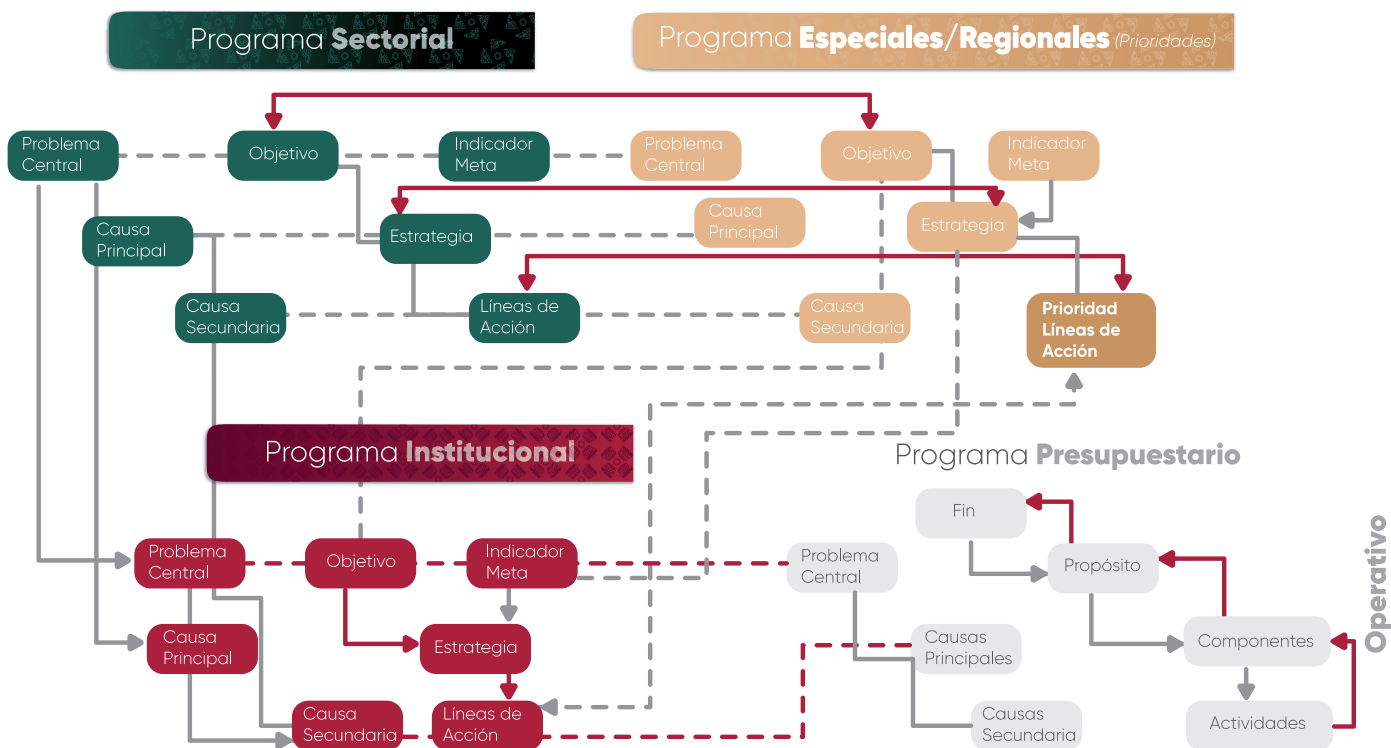 Programa Sectorial
Programa Especiales/Regionales (Prioridades)
Problema
Central
Objetivo
Indicador
Meta
Problema
Central
Objetivo
Indicador
Meta
Causa
Principal
Estrategia
Causa
Principal
Estrategia
Causa
Secundaria
Líneas de
Acción
Causa
Secundaria
Prioridad
Líneas de
Acción
Programa Institucional
Programa Presupuestario
Fin
Problema
Central
Objetivo
Indicador
Meta
Problema
Central
Propósito
Operativo
Causa
Principal
Estrategia
Causas
Principales
Componentes
Causa
Secundaria
Líneas de
Acción
Causas
Secundaria
Actividades